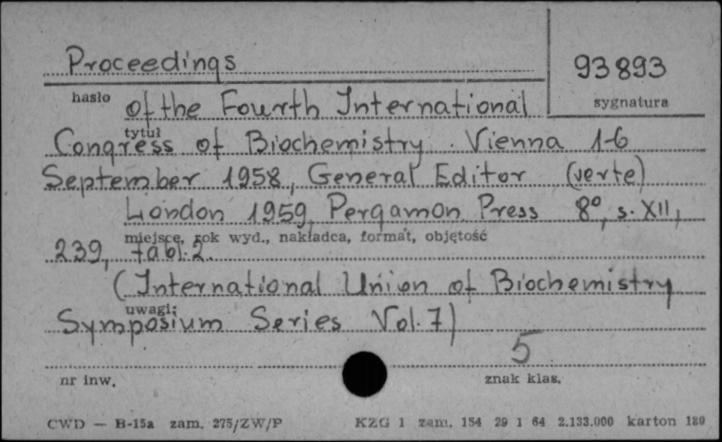 Proceedings
93893
hasło
sygnatura
of the Fourth International
tytuł
Congress of Biochemistry. Vienna 1-6
September 1958, General Editor (verte)
London 1959, Pergamon Press 8°, s. XII,
miejsce, rok wyd., nakładca, format, objętość
239, tabl. 2.
(International Union of Biochemistry
uwagi:
Symposium Series Vol. 7)
5
nr inw.
znak klas.
CWD — B-15a zam. 275/ZW/P
KZG 1 zam. 154 29 1 64 2.133.000 karton 180